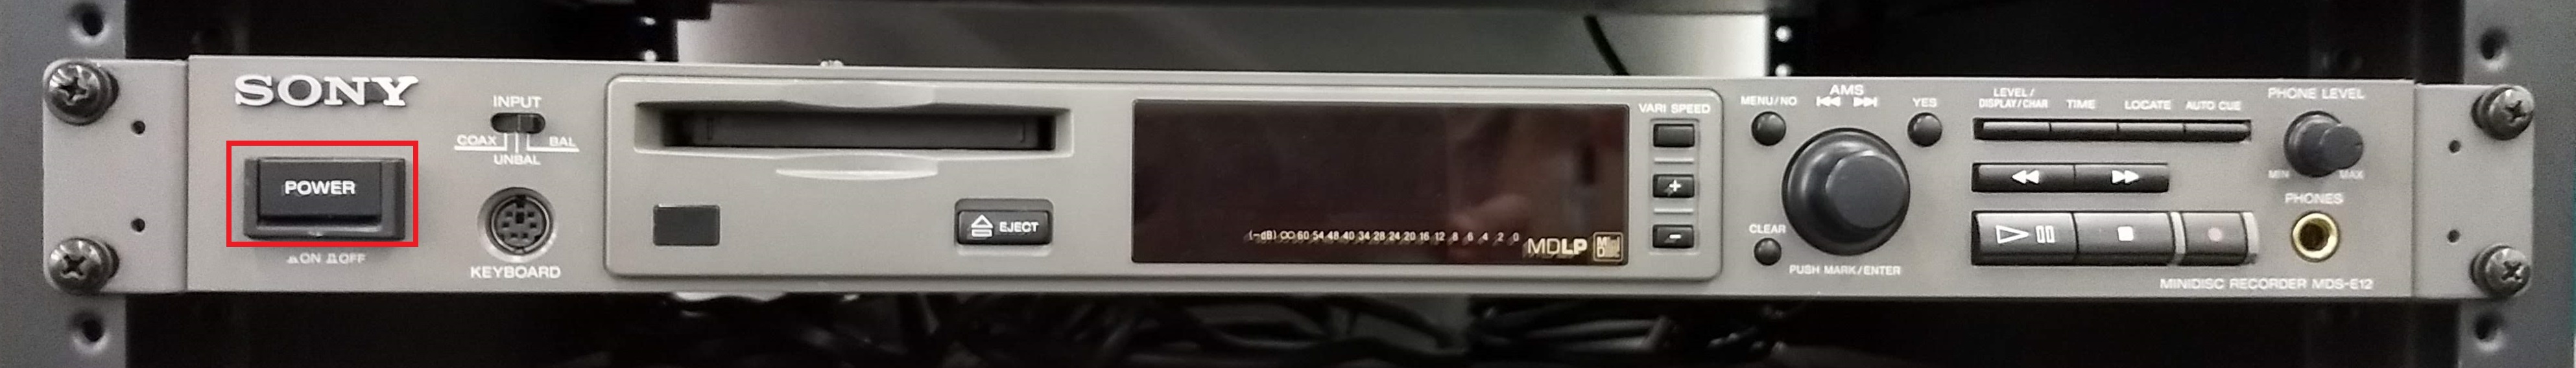 SONY
POWER
ON OFF
INPUT
COAX BAL
UNBAL
KEYBOARD
EJECT
(-dB) ∞ 60 54 48 40 34 28 24 20 16 12 8 6 4 2 0
MDLP
Mini
Disc
VARI SPEED
+
-
MENU/NO
AMS
YES
CLEAR
PUSH MARK/ENTER
LEVEL/
DISPLAY/CHAR TIME LOCATE AUTO CUE
PHONE LEVEL
MIN MAX
PHONES
MINIDISC RECORDER MDS-E12